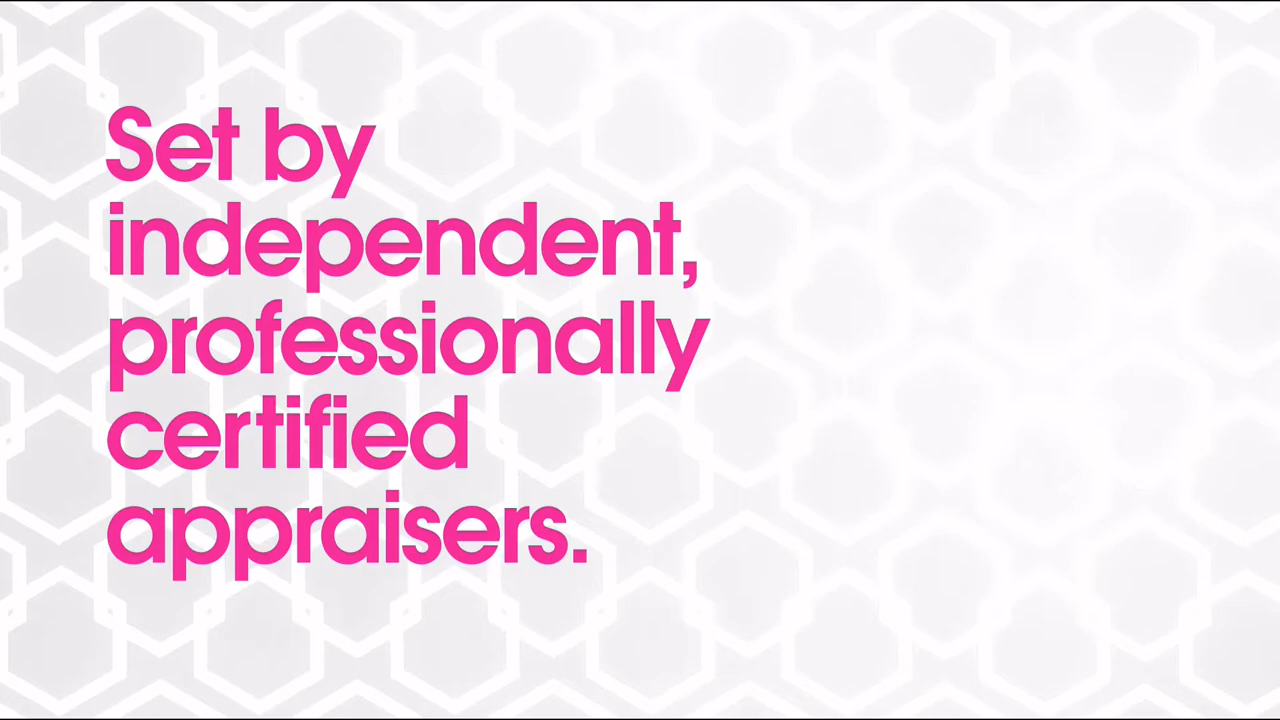 Set by
independent,
professionally
certified
appraisers.